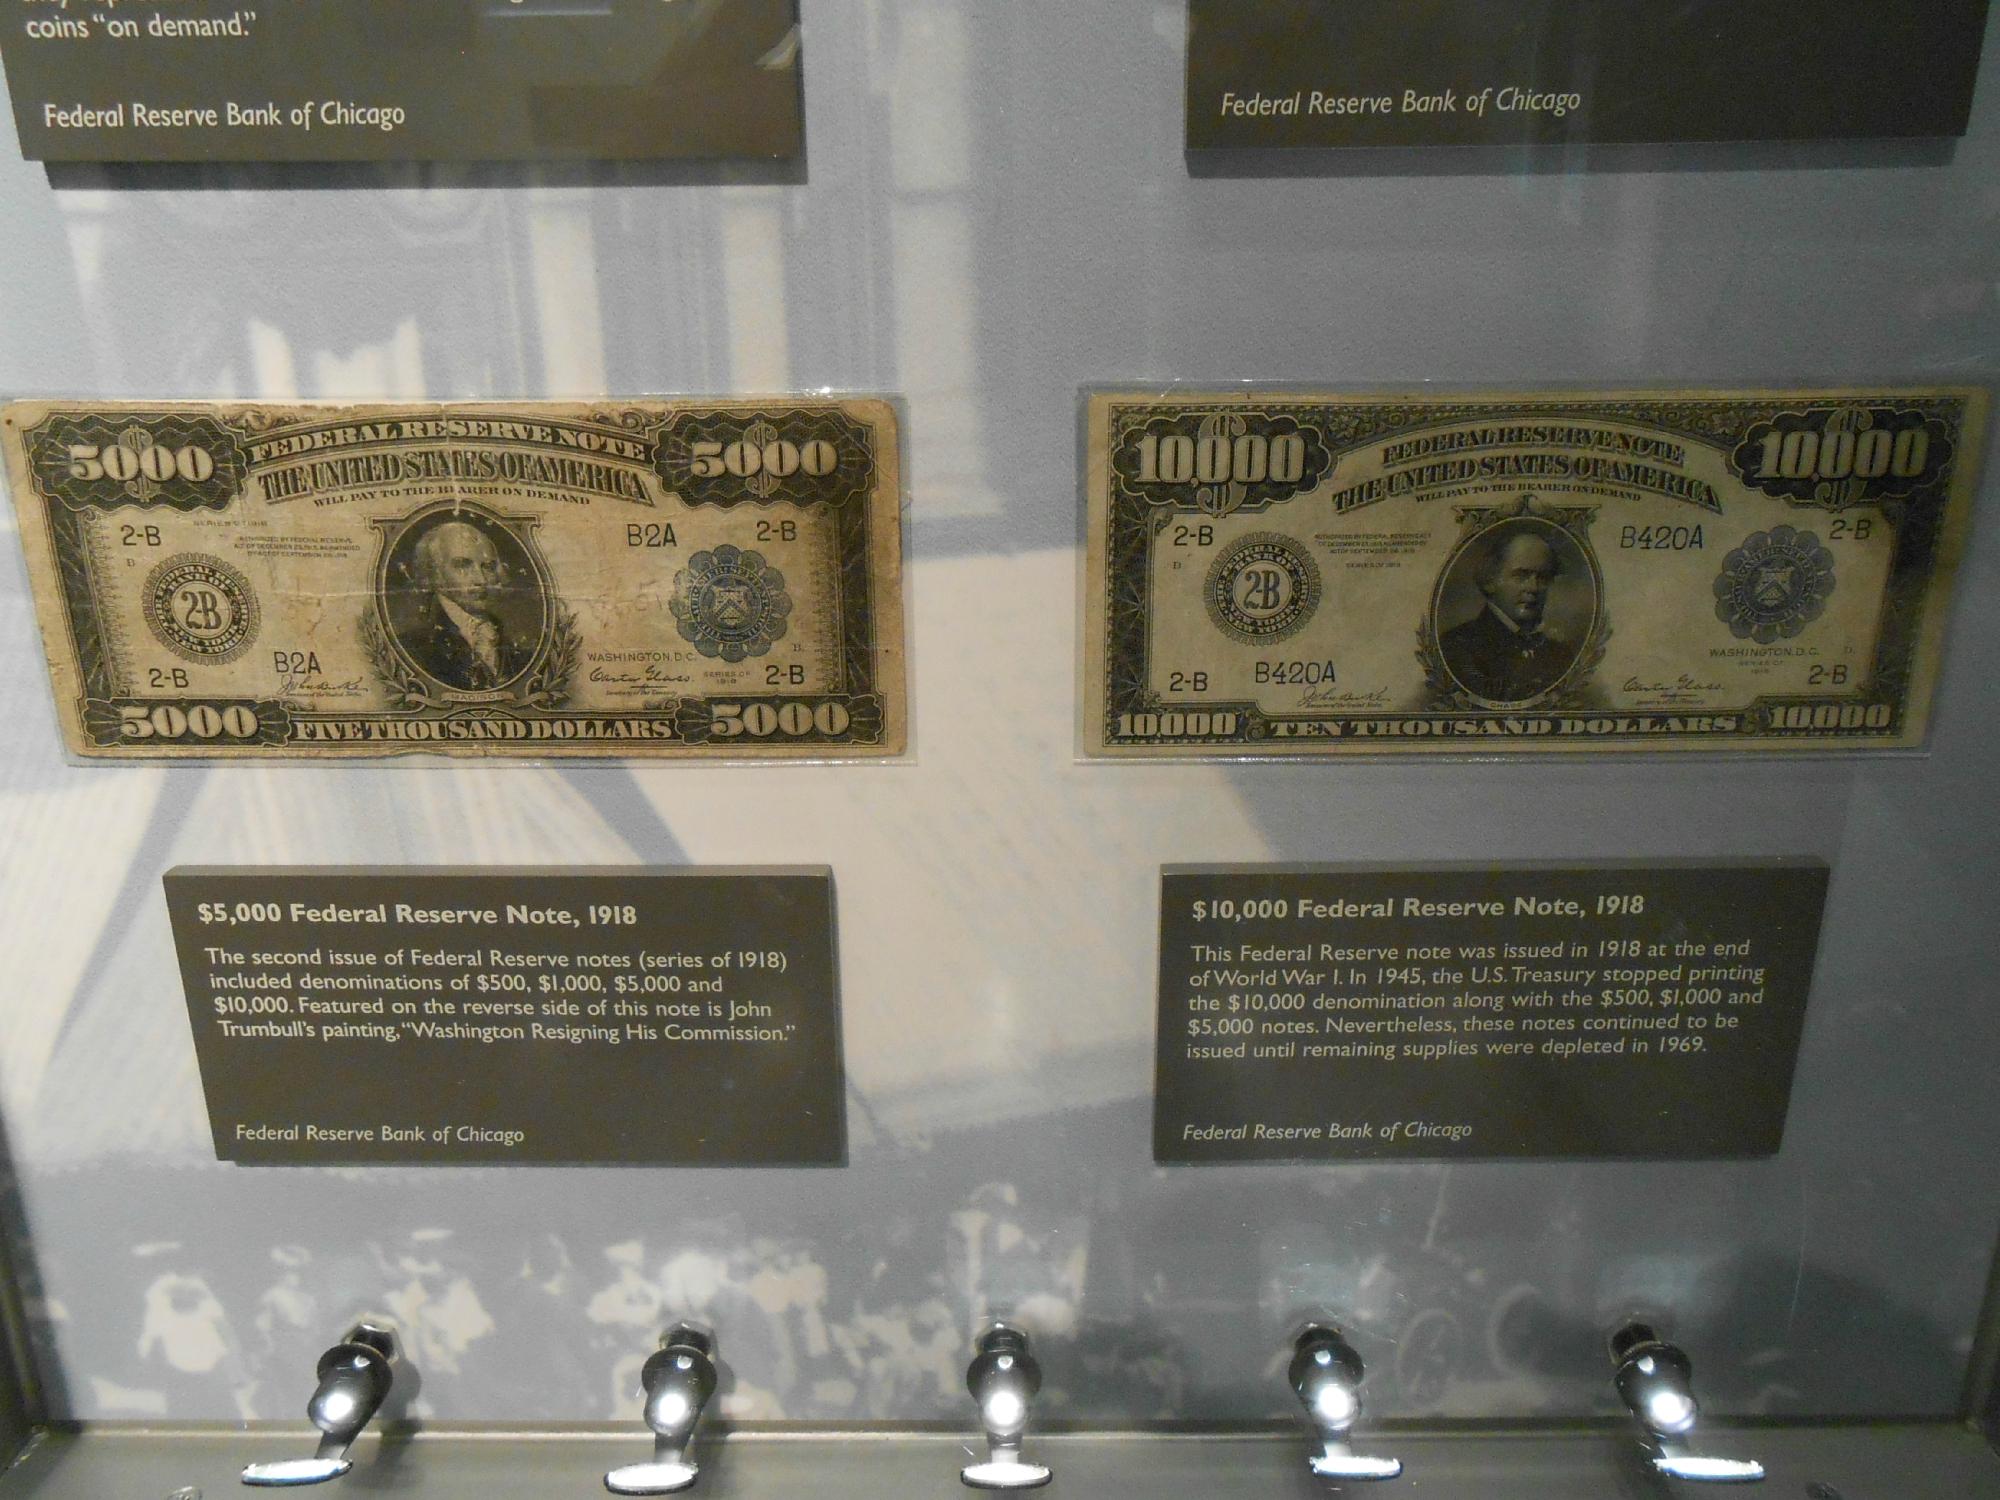 coins "on demand."
Federal Reserve Bank of Chicago
Federal Reserve Bank of Chicago
5000
FEDERAL RESERVE NOTE
5000
THE UNITED STATES OF AMERICA
WILL PAY TO THE BEARER ON DEMAND
2-B
B2A
2-B
2-B
WASHINGTON, D.C.
2-B
B2A
SERIES OF
1918
2-B
MADISON
5000
FIVE THOUSAND DOLLARS
5000
10,000
FEDERAL RESERVE NOTE
10,000
THE UNITED STATES OF AMERICA
WILL PAY TO THE BEARER ON DEMAND
2-B
B420A
2-B
2-B
WASHINGTON, D.C.
2-B
B420A
2-B
CHASE
10000
TEN THOUSAND DOLLARS
10000
$5,000 Federal Reserve Note, 1918
The second issue of Federal Reserve notes (series of 1918)
included denominations of $500, $1,000, $5,000 and
$10,000. Featured on the reverse side of this note is John
Trumbull's painting, "Washington Resigning His Commission."
Federal Reserve Bank of Chicago
$10,000 Federal Reserve Note, 1918
This Federal Reserve note was issued in 1918 at the end
of World War I. In 1945, the U.S. Treasury stopped printing
the $10,000 denomination along with the $500, $1,000 and
$5,000 notes. Nevertheless, these notes continued to be
issued until remaining supplies were depleted in 1969.
Federal Reserve Bank of Chicago